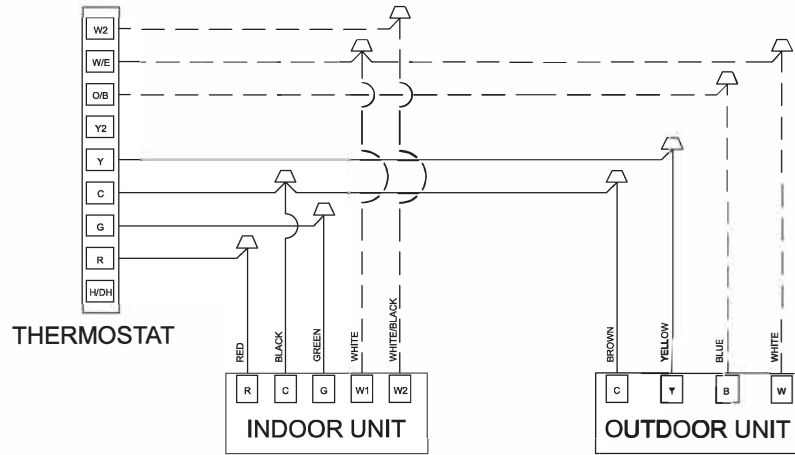 W2
W/E
O/B
Y2
Y
C
G
R
H/DH
THERMOSTAT
RED
BLACK
GREEN
WHITE
WHITE/BLACK
BROWN
YELLOW
BLUE
WHITE
R C G W1 W2
C Y B W
INDOOR UNIT
OUTDOOR UNIT